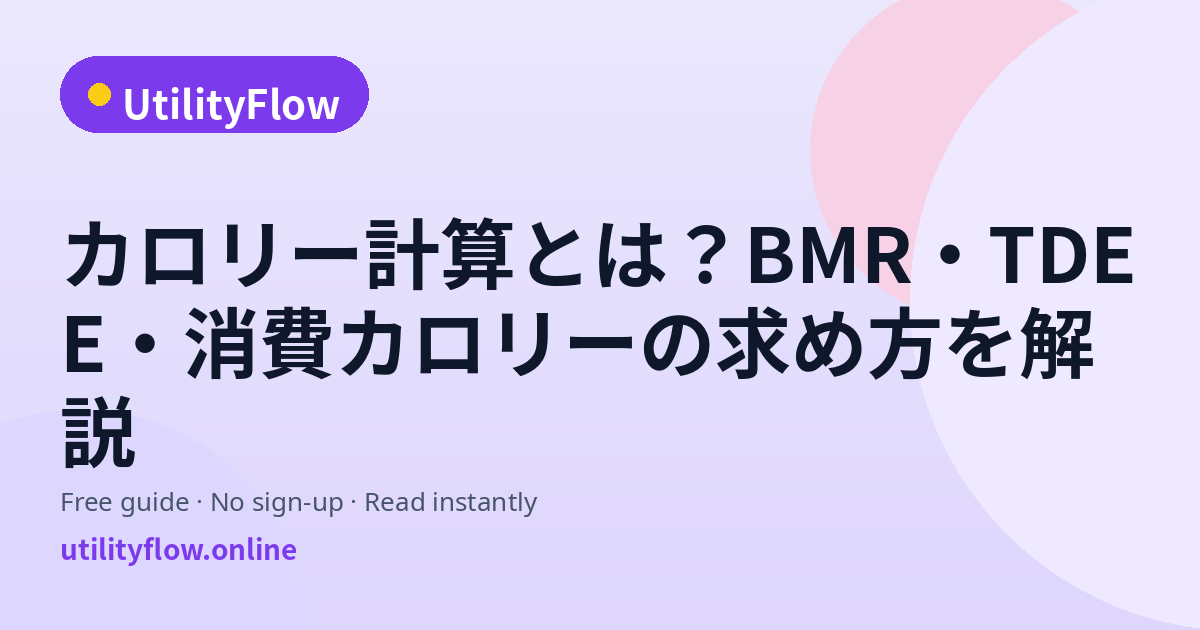 UtilityFlow
カロリー計算とは？BMR・TDE
E・消費カロリーの求め方を解
説
Free guide · No sign-up · Read instantly
utilityflow.online